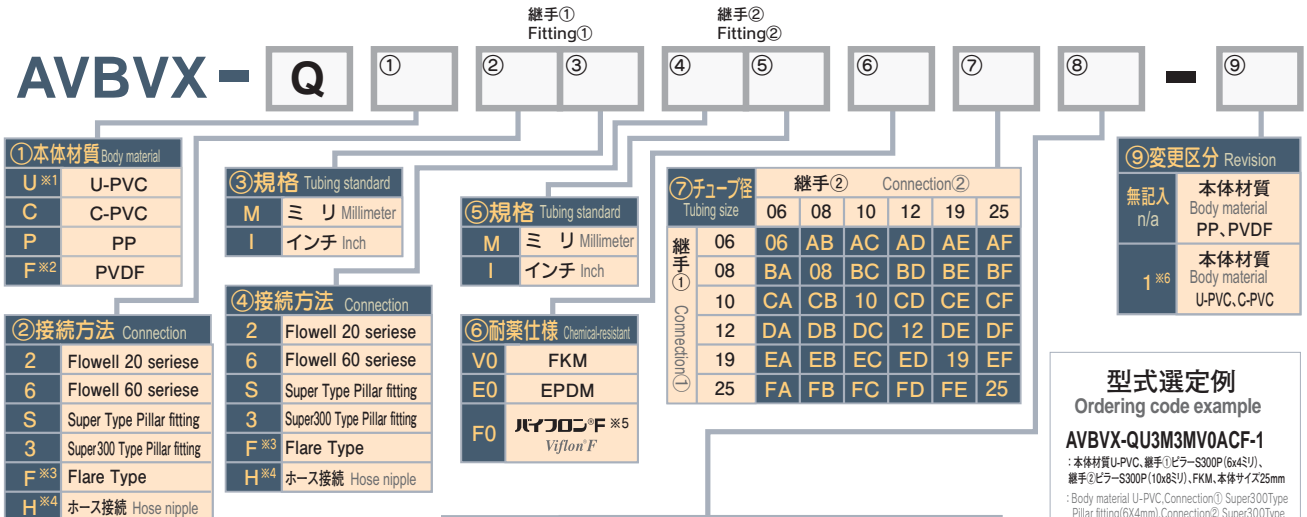 継手①
Fitting①
継手②
Fitting②
AVBVX - Q ① ② ③ ④ ⑤ ⑥ ⑦ ⑧ - ⑨
①本体材質 Body material
U ※1 U-PVC
C C-PVC
P PP
F ※2 PVDF
②接続方法 Connection
2 Flowell 20 seriese
6 Flowell 60 seriese
S Super Type Pillar fitting
3 Super300 Type Pillar fitting
F ※3 Flare Type
H ※4 ホース接続 Hose nipple
③規格 Tubing standard
M ミリ Millimeter
I インチ Inch
④接続方法 Connection
2 Flowell 20 seriese
6 Flowell 60 seriese
S Super Type Pillar fitting
3 Super300 Type Pillar fitting
F ※3 Flare Type
H ※4 ホース接続 Hose nipple
⑤規格 Tubing standard
M ミリ Millimeter
I インチ Inch
⑥耐薬仕様 Chemical-resistant
V0 FKM
E0 EPDM
F0 バイフロン®F ※5
Viflon®F
⑦チューブ径 継手② Connection②
Tubing size 06 08 10 12 19 25
継手① Connection①
06 06 AB AC AD AE AF
08 BA 08 BC BD BE BF
10 CA CB 10 CD CE CF
12 DA DB DC 12 DE DF
19 EA EB EC ED 19 EF
25 FA FB FC FD FE 25
⑨変更区分 Revision
無記入 本体材質
n/a Body material
PP、PVDF
1 ※6 本体材質
Body material
U-PVC、C-PVC
型式選定例
Ordering code example
AVBVX-QU3M3MV0ACF-1
：本体材質U-PVC、継手①ピラーS300P(6x4ミリ)、
継手②ピラーS300P(10x8ミリ)、FKM、本体サイズ25mm
：Body material U-PVC,Connection① Super300Type
Pillar fitting(6X4mm),Connection② Super300Type